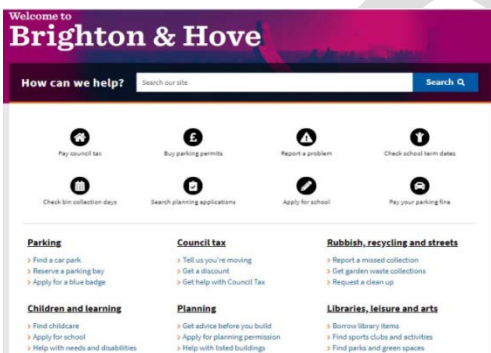 Welcome to
Brighton & Hove
How can we help?
Search our site
Search
Pay council tax
Buy parking permits
Report a problem
Check school term dates
Check bin collection days
Search planning applications
Apply for school
Pay your parking fine
Parking
> Find a car park
> Reserve a parking bay
> Apply for a blue badge
Council tax
> Tell us you're moving
> Get a discount
> Get help with Council Tax
Rubbish, recycling and streets
> Report a missed collection
> Get garden waste collections
> Request a clean up
Children and learning
> Find childcare
> Apply for school
> Help with needs and disabilities
Planning
> Get advice before you build
> Apply for planning permission
> Help with listed buildings
Libraries, leisure and arts
> Borrow library items
> Find sports clubs and activities
> Find parks and green spaces